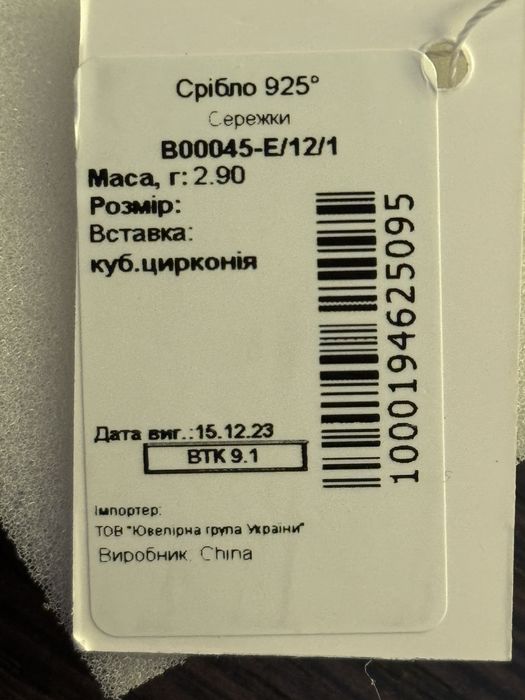 Срібло 925°
Сережки
B00045-E/12/1
Маса, г: 2.90
Розмір:
Вставка:
куб.цирконія
1000194625095
Дата виг.:15.12.23
ВТК 9.1
Імпортер:
ТОВ "Ювелірна група України"
Виробник: China